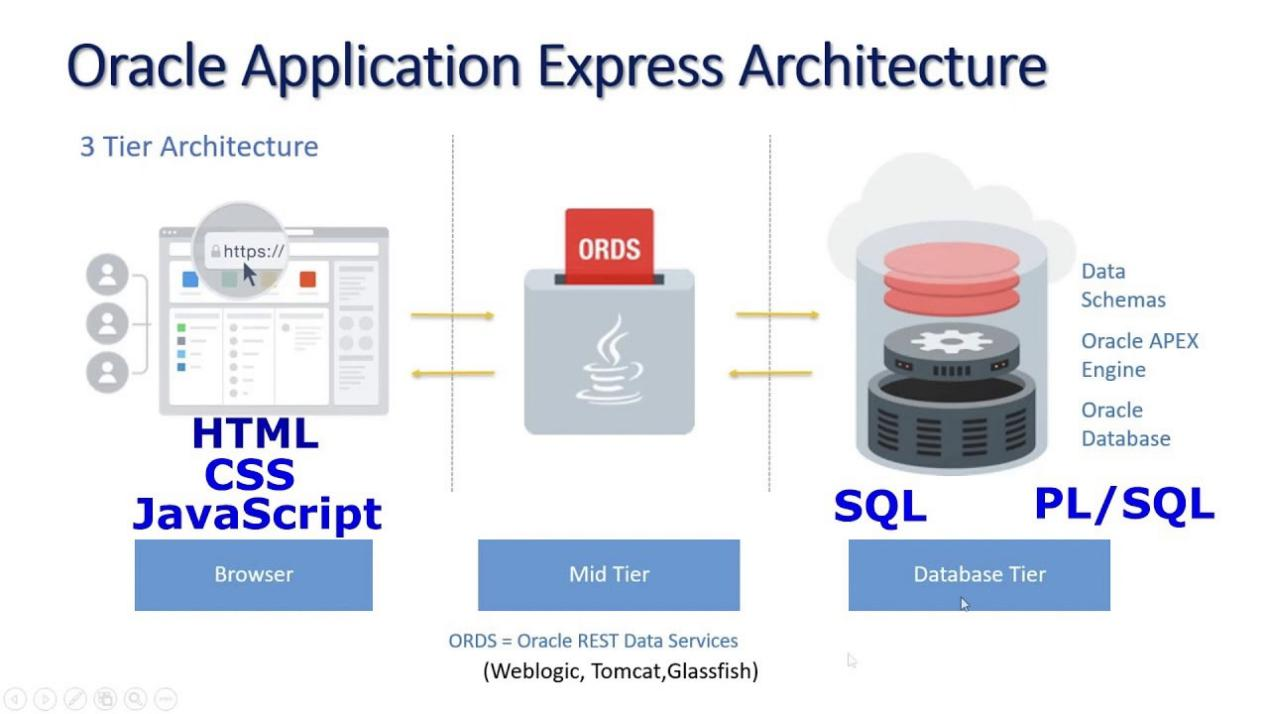 Oracle Application Express Architecture
3 Tier Architecture
https://
ORDS
Data
Schemas
Oracle APEX
Engine
Oracle
Database
HTML
CSS
JavaScript
SQL
PL/SQL
Browser
Mid Tier
Database Tier
ORDS = Oracle REST Data Services
(Weblogic, Tomcat,Glassfish)